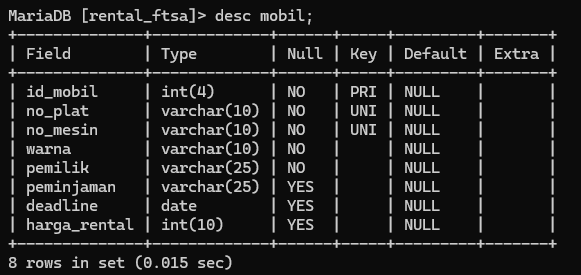 MariaDB [rental_ftsa]> desc mobil;
+--------------+-------------+------+-----+---------+-------+
| Field        | Type        | Null | Key | Default | Extra |
+--------------+-------------+------+-----+---------+-------+
| id_mobil     | int(4)      | NO   | PRI | NULL    |       |
| no_plat      | varchar(10) | NO   | UNI | NULL    |       |
| no_mesin     | varchar(10) | NO   | UNI | NULL    |       |
| warna        | varchar(10) | NO   |     | NULL    |       |
| pemilik      | varchar(25) | NO   |     | NULL    |       |
| peminjaman   | varchar(25) | YES  |     | NULL    |       |
| deadline     | date        | YES  |     | NULL    |       |
| harga_rental | int(10)     | YES  |     | NULL    |       |
+--------------+-------------+------+-----+---------+-------+
8 rows in set (0.015 sec)